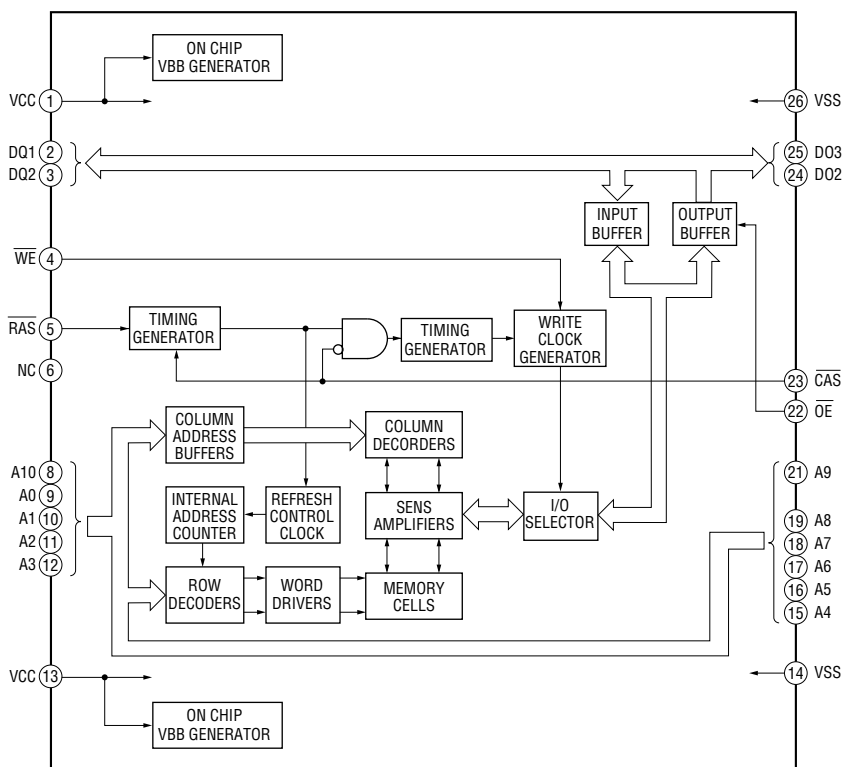 ON CHIP
VBB GENERATOR
VCC 1
26 VSS
DQ1 2
DQ2 3
25 DO3
24 DO2
INPUT
BUFFER
OUTPUT
BUFFER
WE 4
RAS 5
TIMING
GENERATOR
TIMING
GENERATOR
WRITE
CLOCK
GENERATOR
NC 6
23 CAS
22 OE
COLUMN
ADDRESS
BUFFERS
COLUMN
DECORDERS
A10 8
A0 9
A1 10
A2 11
A3 12
INTERNAL
ADDRESS
COUNTER
REFRESH
CONTROL
CLOCK
SENS
AMPLIFIERS
I/O
SELECTOR
21 A9
19 A8
18 A7
17 A6
16 A5
15 A4
ROW
DECODERS
WORD
DRIVERS
MEMORY
CELLS
VCC 13
14 VSS
ON CHIP
VBB GENERATOR